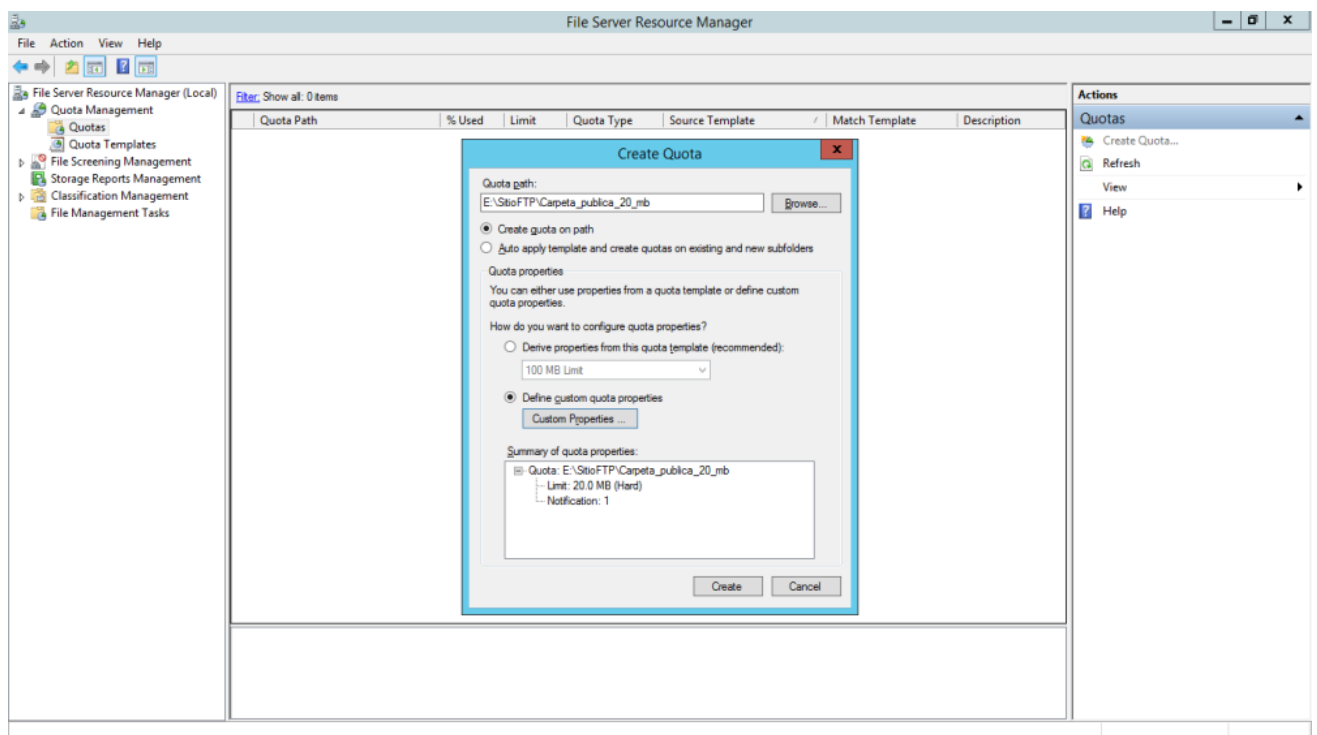 File Server Resource Manager
File Action View Help
File Server Resource Manager (Local)
Quota Management
Quotas
Quota Templates
File Screening Management
Storage Reports Management
Classification Management
File Management Tasks
Filter: Show all: 0 items
Quota Path % Used Limit Quota Type Source Template Match Template Description
Create Quota
Quota path:
E:\SitioFTP\Carpeta_publica_20_mb
Browse...
Create quota on path
Auto apply template and create quotas on existing and new subfolders
Quota properties
You can either use properties from a quota template or define custom
quota properties.
How do you want to configure quota properties?
Derive properties from this quota template (recommended):
100 MB Limit
Define custom quota properties
Custom Properties ...
Summary of quota properties:
Quota: E:\SitioFTP\Carpeta_publica_20_mb
Limit: 20.0 MB (Hard)
Notification: 1
Create Cancel
Actions
Quotas
Create Quota...
Refresh
View
Help